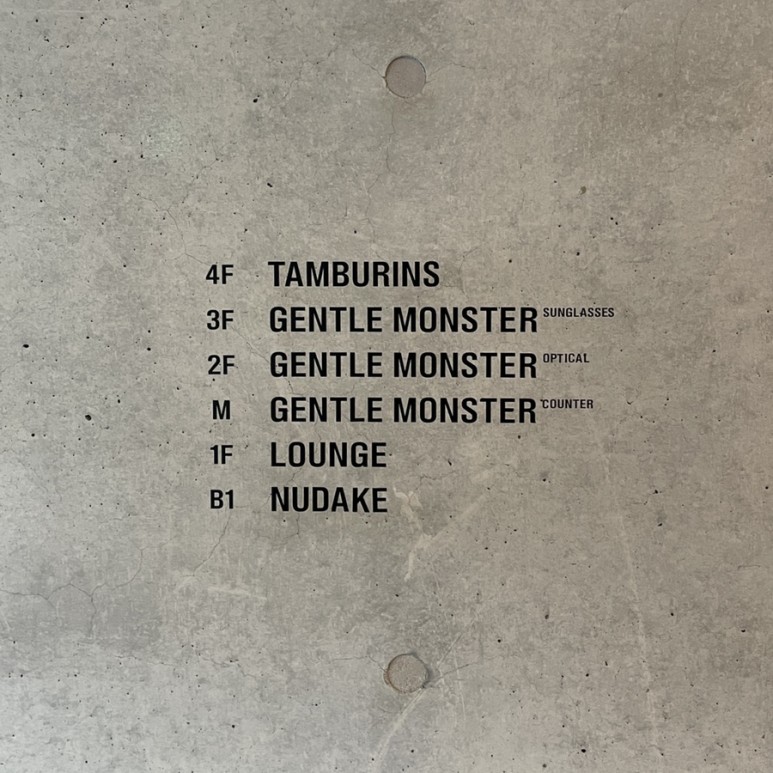 4F TAMBURINS
3F GENTLE MONSTER SUNGLASSES
2F GENTLE MONSTER OPTICAL
M GENTLE MONSTER COUNTER
1F LOUNGE
B1 NUDAKE